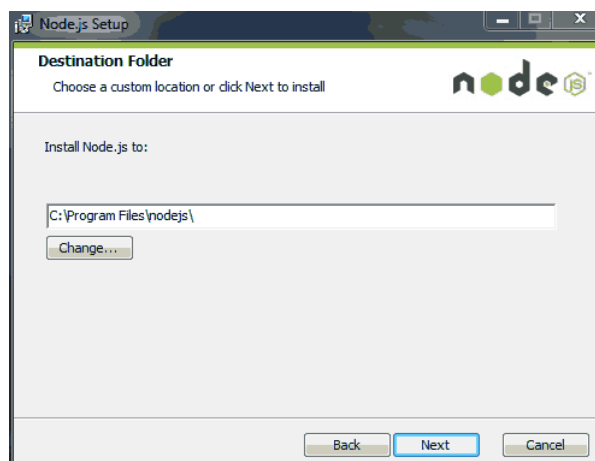 Node.js Setup
Destination Folder
Choose a custom location or click Next to install
node JS
Install Node.js to:
C:\Program Files\nodejs\
Change...
Back Next Cancel